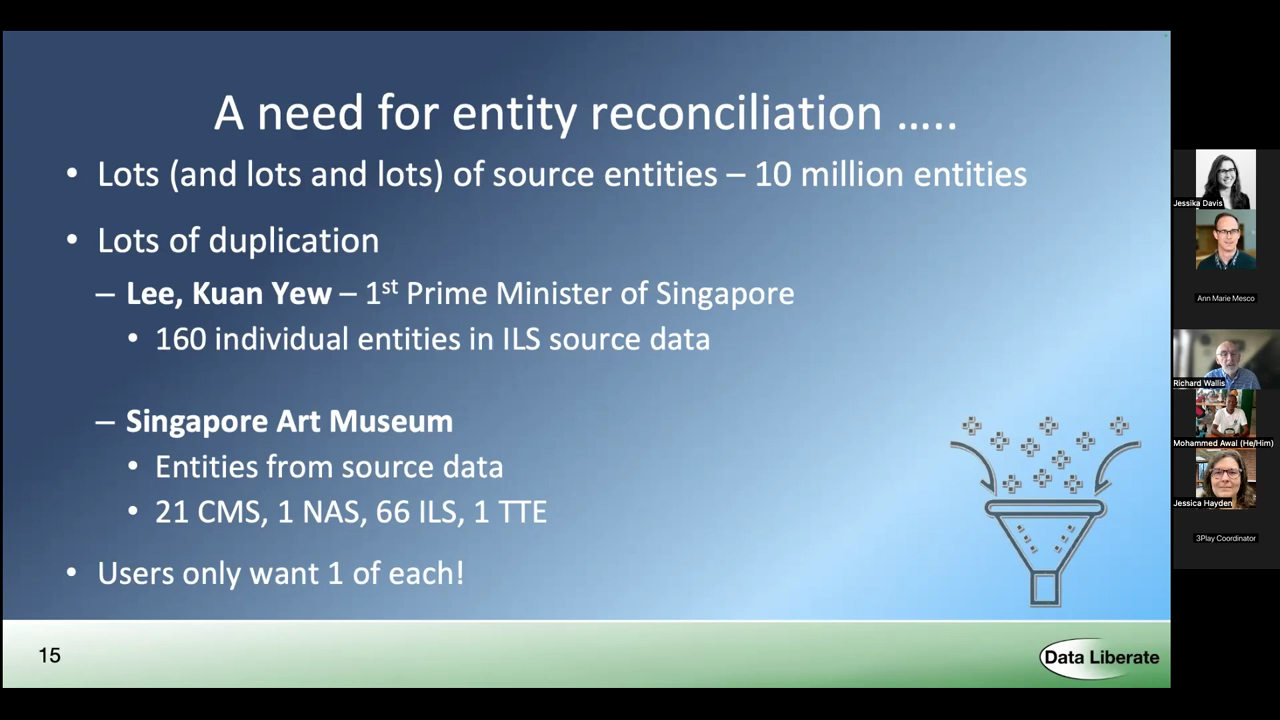 A need for entity reconciliation …..
• Lots (and lots and lots) of source entities – 10 million entities
• Lots of duplication
– Lee, Kuan Yew – 1st Prime Minister of Singapore
• 160 individual entities in ILS source data
– Singapore Art Museum
• Entities from source data
• 21 CMS, 1 NAS, 66 ILS, 1 TTE
• Users only want 1 of each!
15
Data Liberate
Jessika Davis
Ann Marie Mesco
Richard Wallis
Mohammed Awal (He/Him)
Jessica Hayden
3Play Coordinator